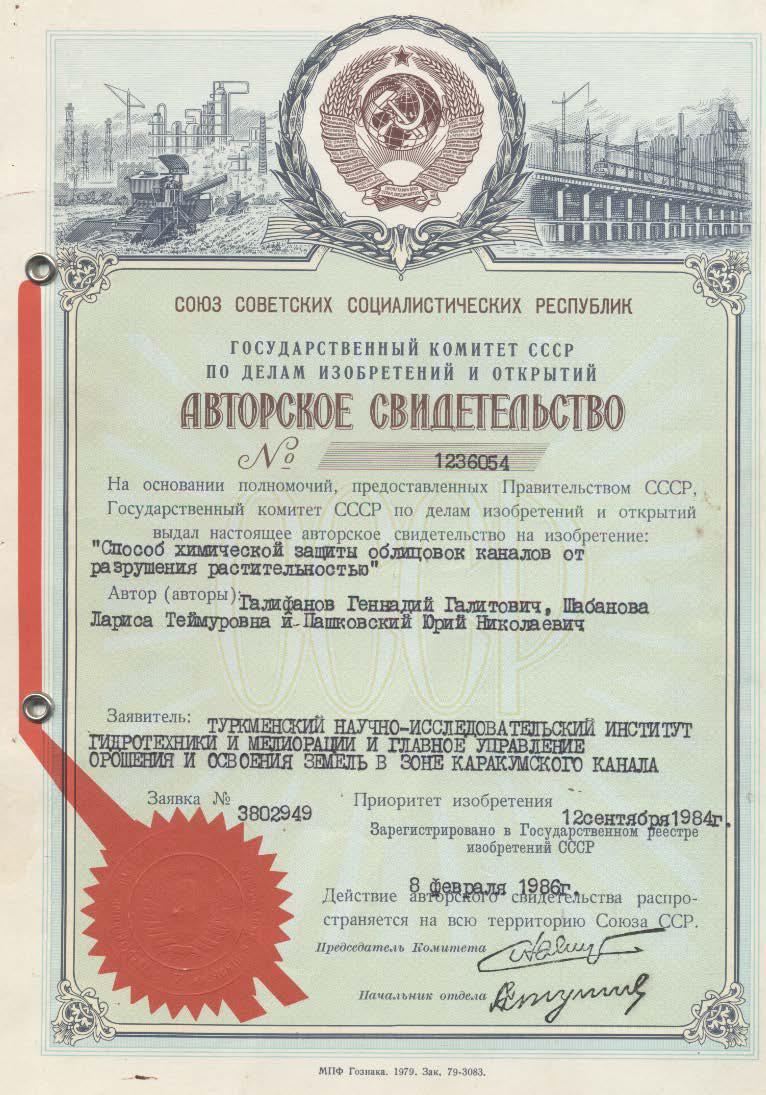 СОЮЗ СОВЕТСКИХ СОЦИАЛИСТИЧЕСКИХ РЕСПУБЛИК
ГОСУДАРСТВЕННЫЙ КОМИТЕТ СССР
ПО ДЕЛАМ ИЗОБРЕТЕНИЙ И ОТКРЫТИЙ
АВТОРСКОЕ СВИДЕТЕЛЬСТВО
№ 1236054
На основании полномочий, предоставленных Правительством СССР,
Государственный комитет СССР по делам изобретений и открытий
выдал настоящее авторское свидетельство на изобретение:
"Способ химической защиты облицовок каналов от
разрушения растительностью"
Автор (авторы): Галифанов Геннадий Галитович, Шабанова
Лариса Теймуровна и Пашковский Юрий Николаевич
СССР
Заявитель: ТУРКМЕНСКИЙ НАУЧНО-ИССЛЕДОВАТЕЛЬСКИЙ ИНСТИТУТ
ГИДРОТЕХНИКИ И МЕЛИОРАЦИИ И ГЛАВНОЕ УПРАВЛЕНИЕ
ОРОШЕНИЯ И ОСВОЕНИЯ ЗЕМЕЛЬ В ЗОНЕ КАРАКУМСКОГО КАНАЛА
Заявка № 3802949 Приоритет изобретения 12сентября1984г.
Зарегистрировано в Государственном реестре
изобретений СССР
8 февраля 1986г.
Действие авторского свидетельства распро-
страняется на всю территорию Союза ССР.
Председатель Комитета
Начальник отдела
МПФ Гознака. 1979. Зак. 79-3083.